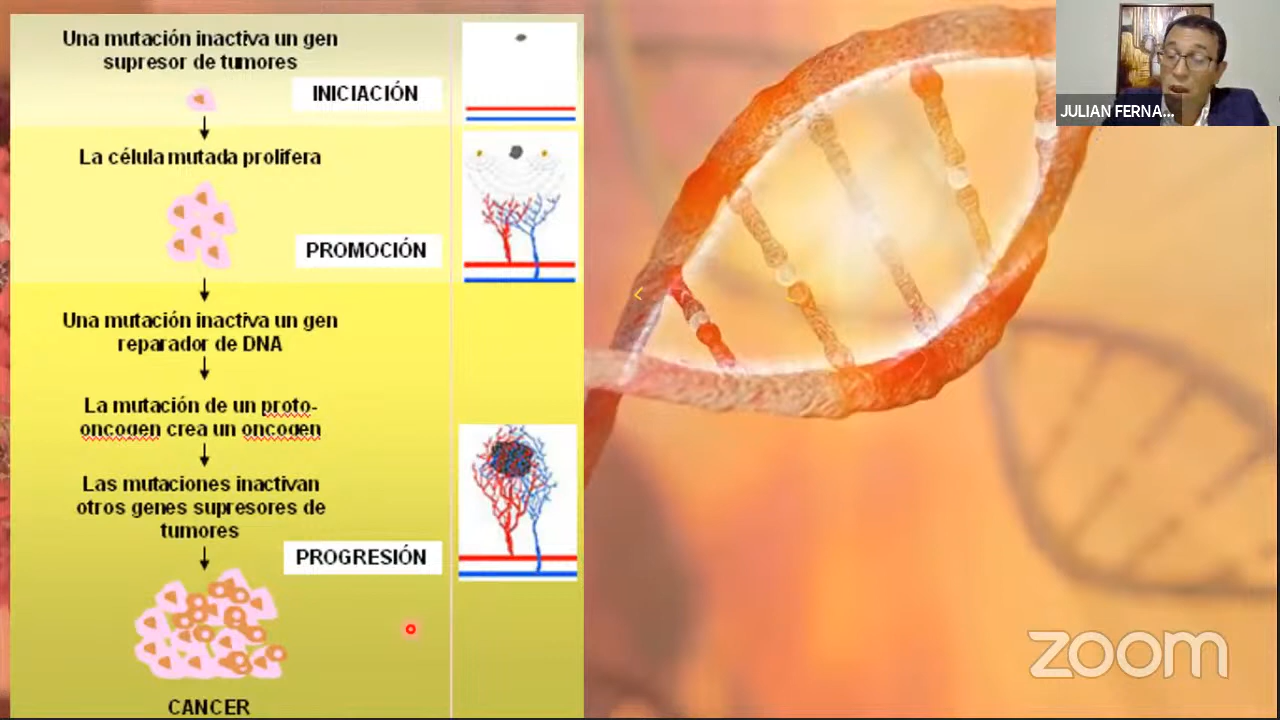 Una mutación inactiva un gen
supresor de tumores
INICIACIÓN
La célula mutada prolifera
PROMOCIÓN
Una mutación inactiva un gen
reparador de DNA
La mutación de un proto-
oncogen crea un oncogen
Las mutaciones inactivan
otros genes supresores de
tumores
PROGRESIÓN
CANCER
JULIAN FERNA...
zoom